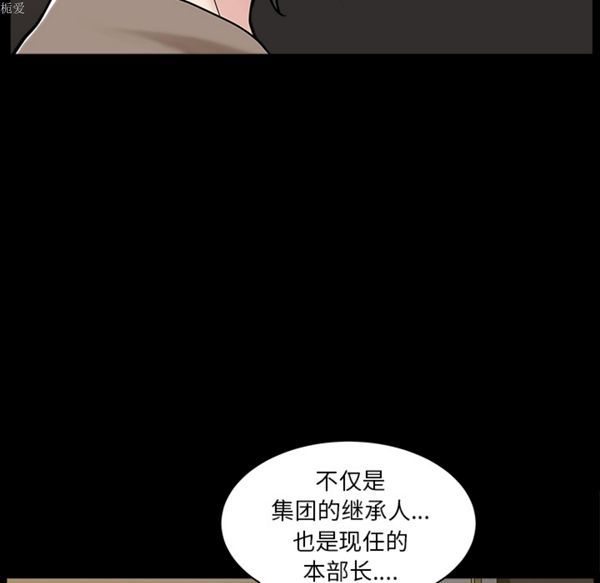 栀爱
不仅是
集团的继承人...
也是现任的
本部长....